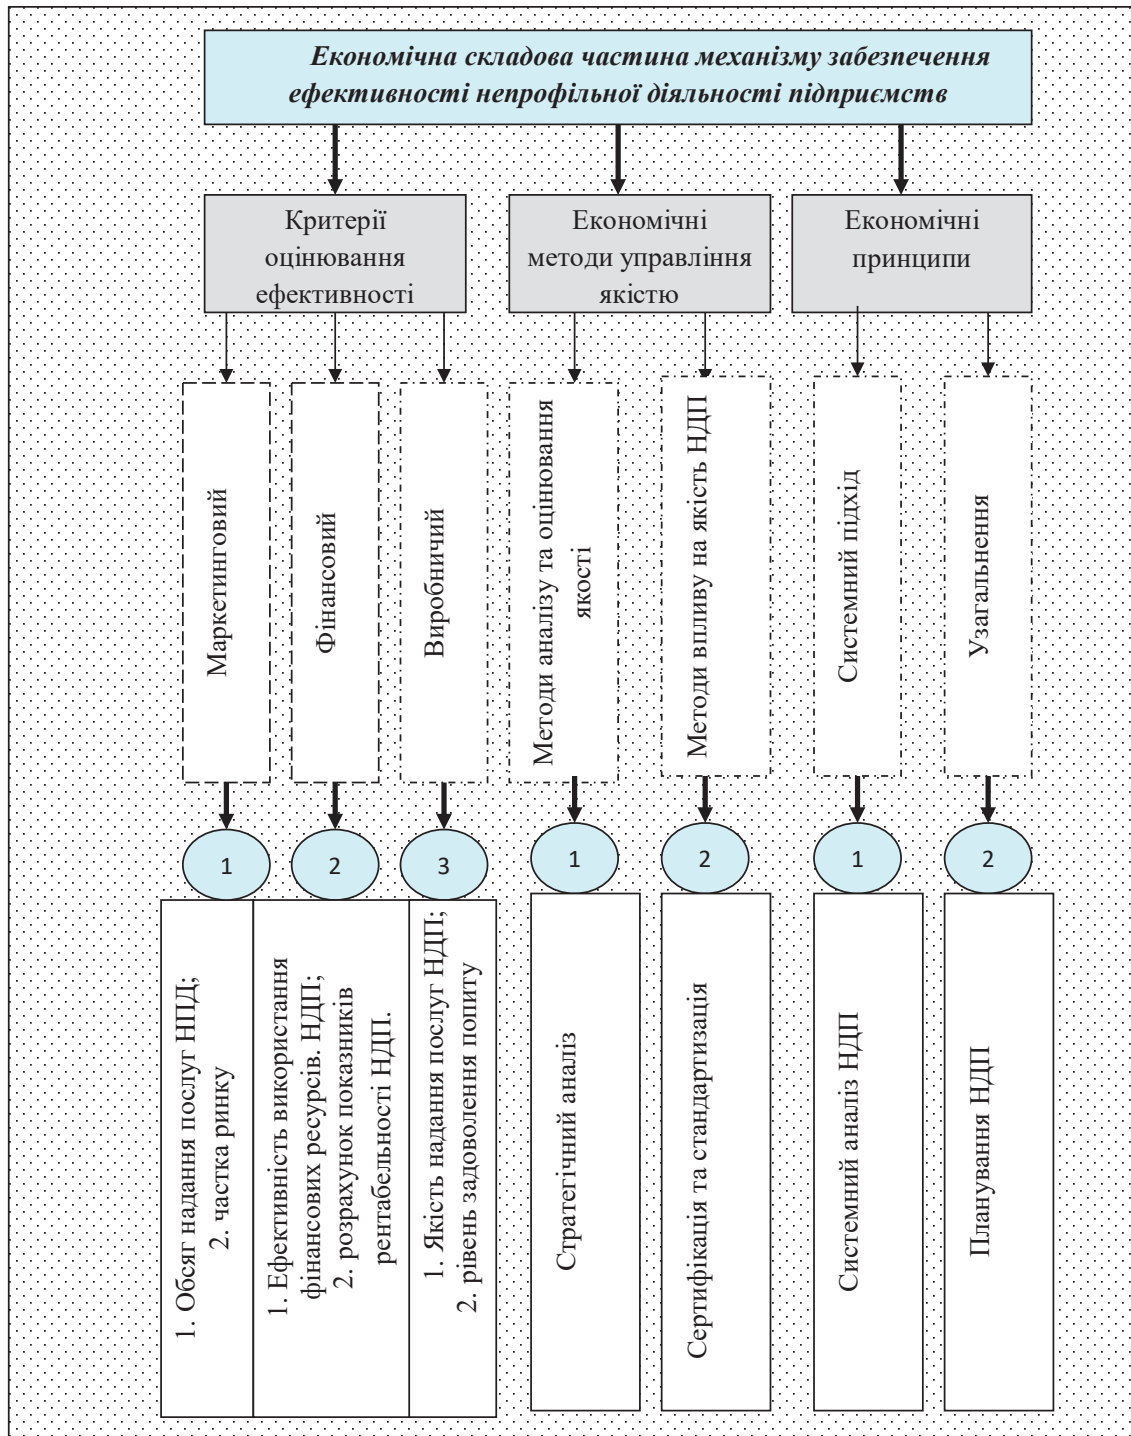 Економічна складова частина механізму забезпечення
ефективності непрофільної діяльності підприємств
Критерії
оцінювання
ефективності
Економічні
методи управління
якістю
Економічні
принципи
Маркетинговий
Фінансовий
Виробничий
Методи аналізу та оцінювання
якості
Методи впливу на якість НДП
Системний підхід
Узагальнення
1
2
3
1
2
1
2
1. Обсяг надання послуг НПД;
2. частка ринку
1. Ефективність використання
фінансових ресурсів. НДП;
2. розрахунок показників
рентабельності НДП.
1. Якість надання послуг НДП;
2. рівень задоволення попиту
Стратегічний аналіз
Сертифікація та стандартизація
Системний аналіз НДП
Планування НДП